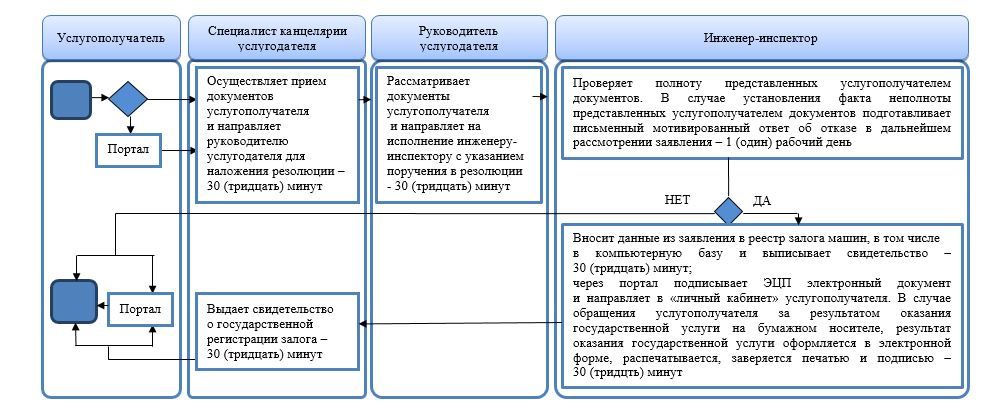 Услугополучатель
Специалист канцелярии
услугодателя
Руководитель
услугодателя
Инженер-инспектор
Портал
Осуществляет прием
документов
услугополучателя
и направляет
руководителю
услугодателя для
наложения резолюции –
30 (тридцать) минут
Рассматривает
документы
услугополучателя
и направляет на
исполнение инженеру-
инспектору с указанием
поручения в резолюции
- 30 (тридцать) минут
Проверяет полноту представленных услугополучателем
документов. В случае установления факта неполноты
представленных услугополучателем документов подготавливает
письменный мотивированный ответ об отказе в дальнейшем
рассмотрении заявления – 1 (один) рабочий день
НЕТ
ДА
Вносит данные из заявления в реестр залога машин, в том числе
в компьютерную базу и выписывает свидетельство –
30 (тридцать) минут;
через портал подписывает ЭЦП электронный документ
и направляет в «личный кабинет» услугополучателя. В случае
обращения услугополучателя за результатом оказания
государственной услуги на бумажном носителе, результат
оказания государственной услуги оформляется в электронной
форме, распечатывается, заверяется печатью и подписью –
30 (тридцть) минут
Портал
Выдает свидетельство
о государственной
регистрации залога –
30 (тридцать) минут